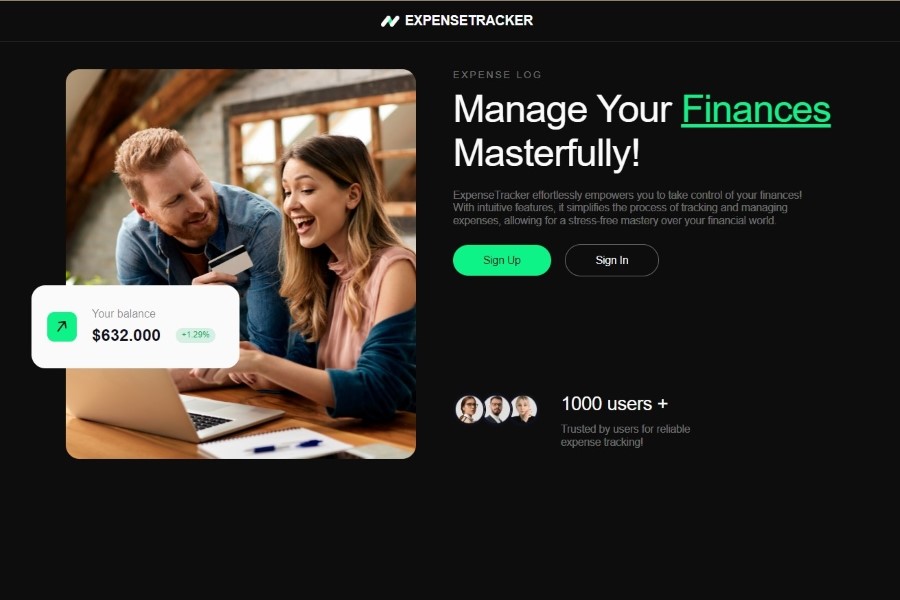 EXPENSETRACKER
EXPENSE LOG
Manage Your Finances
Masterfully!
ExpenseTracker effortlessly empowers you to take control of your finances!
With intuitive features, it simplifies the process of tracking and managing
expenses, allowing for a stress-free mastery over your financial world.
Sign Up
Sign In
Your balance
$632.000
+1.29%
1000 users +
Trusted by users for reliable
expense tracking!